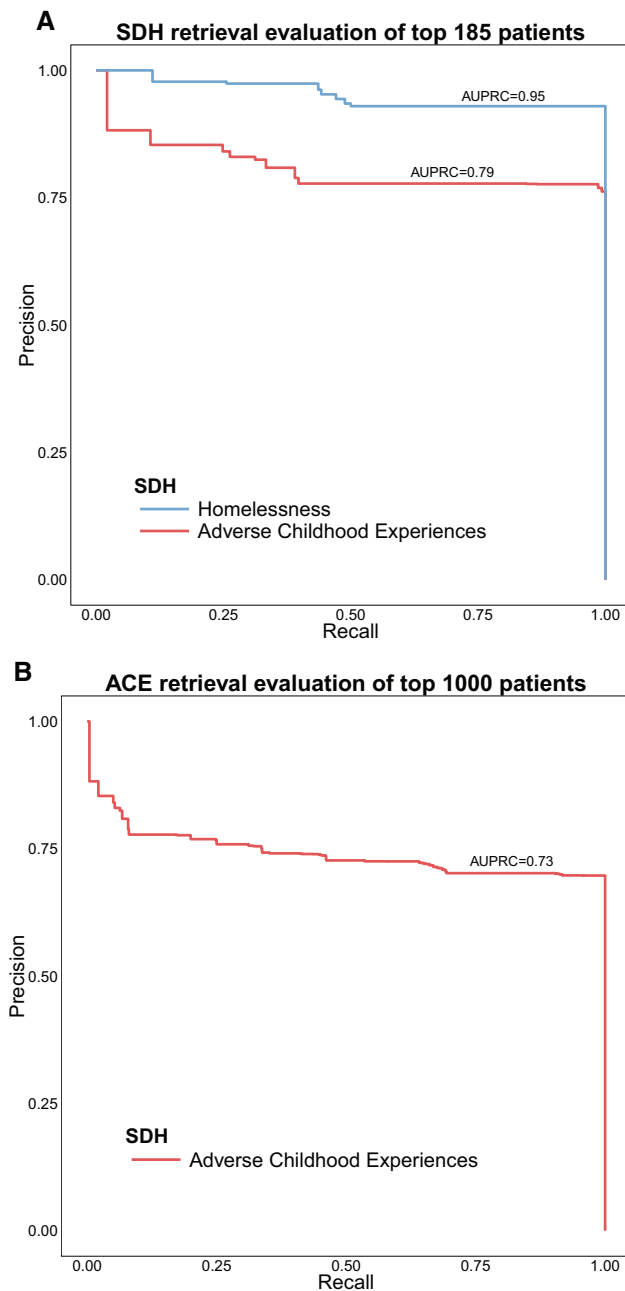 A
SDH retrieval evaluation of top 185 patients
1.00
AUPRC=0.95
AUPRC=0.79
0.75
Precision
0.50
0.25
SDH
Homelessness
Adverse Childhood Experiences
0.00
0.00 0.25 0.50 0.75 1.00
Recall
B
ACE retrieval evaluation of top 1000 patients
1.00
AUPRC=0.73
0.75
Precision
0.50
0.25
SDH
Adverse Childhood Experiences
0.00
0.00 0.25 0.50 0.75 1.00
Recall